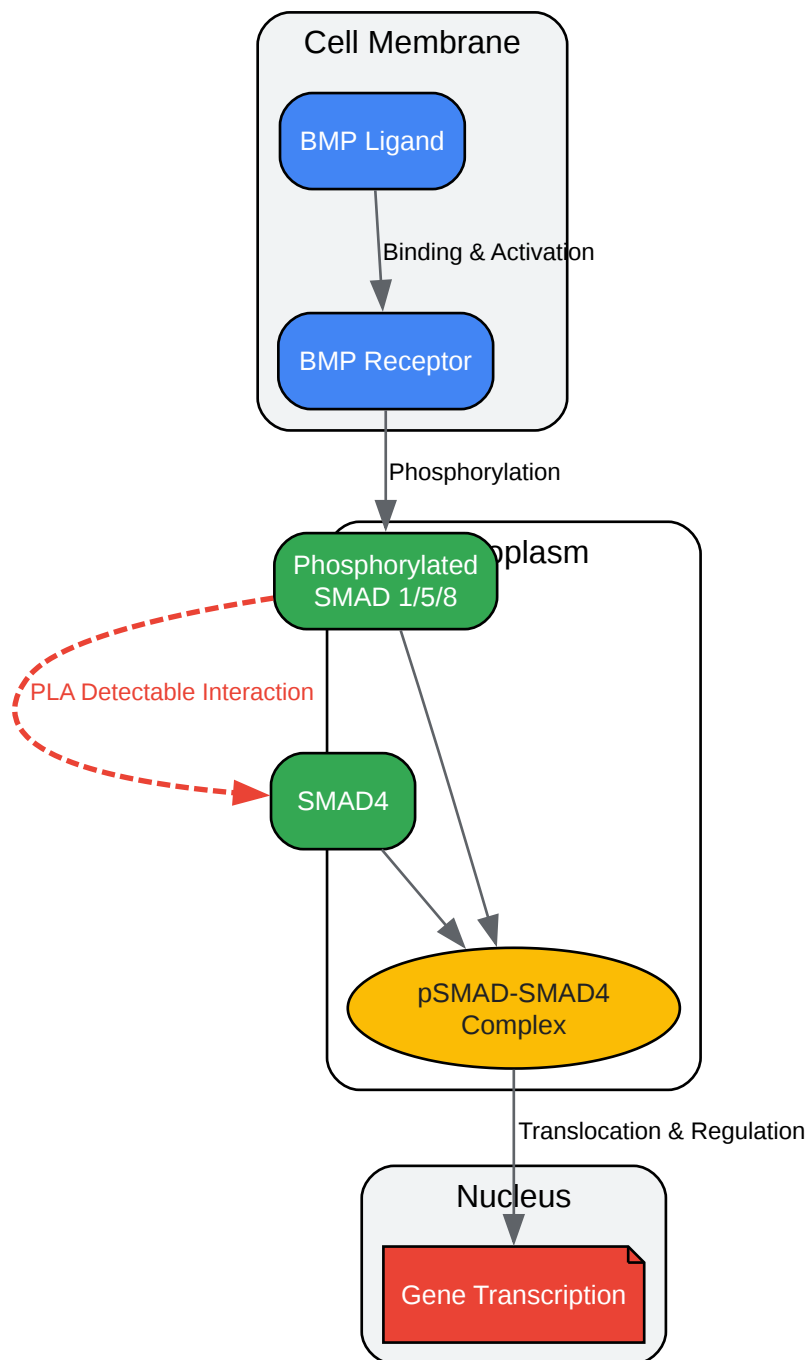 Cell Membrane
BMP Ligand
Binding & Activation
BMP Receptor
Phosphorylation
oplasm
Phosphorylated
SMAD 1/5/8
PLA Detectable Interaction
SMAD4
pSMAD-SMAD4
Complex
Translocation & Regulation
Nucleus
Gene Transcription